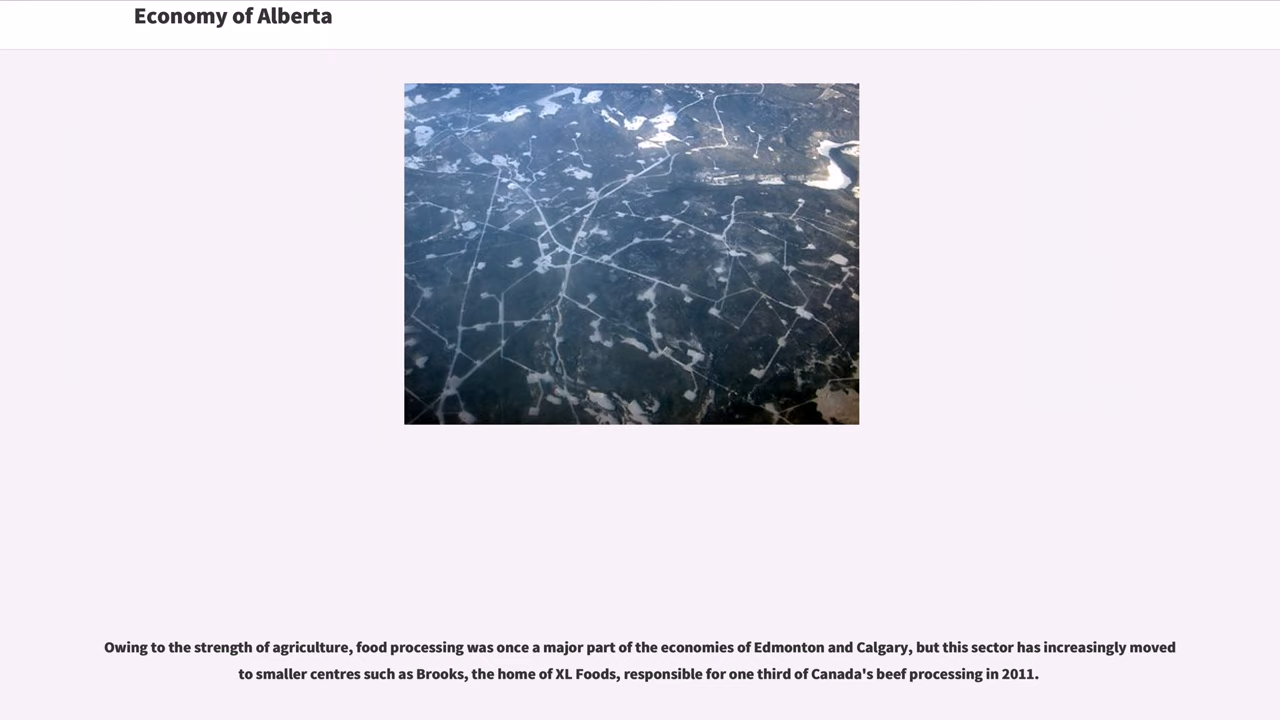 Economy of Alberta
Owing to the strength of agriculture, food processing was once a major part of the economies of Edmonton and Calgary, but this sector has increasingly moved
to smaller centres such as Brooks, the home of XL Foods, responsible for one third of Canada's beef processing in 2011.